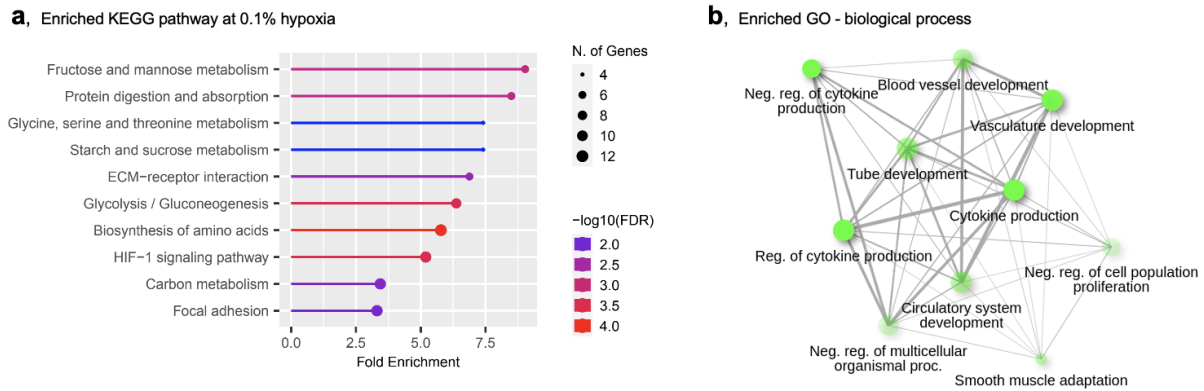 a, Enriched KEGG pathway at 0.1% hypoxia
Fructose and mannose metabolism
Protein digestion and absorption
Glycine, serine and threonine metabolism
Starch and sucrose metabolism
ECM−receptor interaction
Glycolysis / Gluconeogenesis
Biosynthesis of amino acids
HIF−1 signaling pathway
Carbon metabolism
Focal adhesion
0.0 2.5 5.0 7.5
Fold Enrichment
N. of Genes
4
6
8
10
12
−log10(FDR)
2.0
2.5
3.0
3.5
4.0
b, Enriched GO - biological process
Neg. reg. of cytokine
production
Blood vessel development
Vasculature development
Tube development
Cytokine production
Reg. of cytokine production
Neg. reg. of cell population
proliferation
Circulatory system
development
Neg. reg. of multicellular
organismal proc.
Smooth muscle adaptation